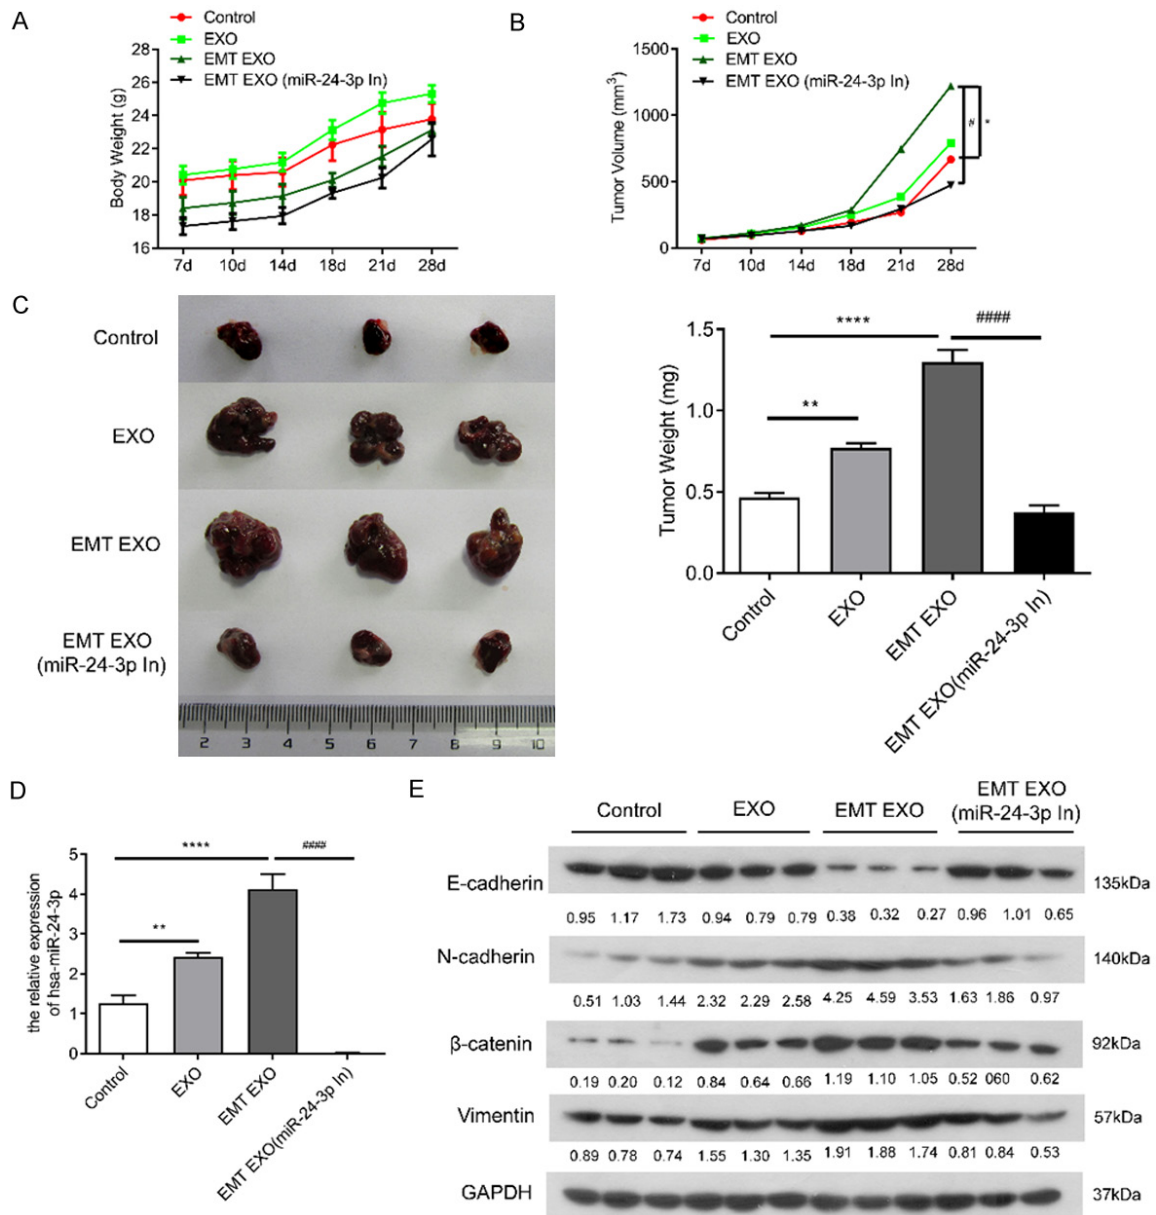 A
Control
EXO
EMT EXO
EMT EXO (miR-24-3p In)
Body Weight (g)
28
26
24
22
20
18
16
7d 10d 14d 18d 21d 28d
B
Control
EXO
EMT EXO
EMT EXO (miR-24-3p In)
Tumor Volume (mm³)
1500
1000
500
0
7d 10d 14d 18d 21d 28d
# *
C
Control
EXO
EMT EXO
EMT EXO
(miR-24-3p In)
2 3 4 5 6 7 8 9 10
Tumor Weight (mg)
1.5
1.0
0.5
0.0
**** ####
**
Control
EXO
EMT EXO
EMT EXO(miR-24-3p In)
D
the relative expression
of hsa-miR-24-3p
5
4
3
2
1
0
**** ####
**
Control
EXO
EMT EXO
EMT EXO(miR-24-3p In)
E
Control EXO EMT EXO EMT EXO
(miR-24-3p In)
E-cadherin 135kDa
0.95 1.17 1.73 0.94 0.79 0.79 0.38 0.32 0.27 0.96 1.01 0.65
N-cadherin 140kDa
0.51 1.03 1.44 2.32 2.29 2.58 4.25 4.59 3.53 1.63 1.86 0.97
β-catenin 92kDa
0.19 0.20 0.12 0.84 0.64 0.66 1.19 1.10 1.05 0.52 060 0.62
Vimentin 57kDa
0.89 0.78 0.74 1.55 1.30 1.35 1.91 1.88 1.74 0.81 0.84 0.53
GAPDH 37kDa